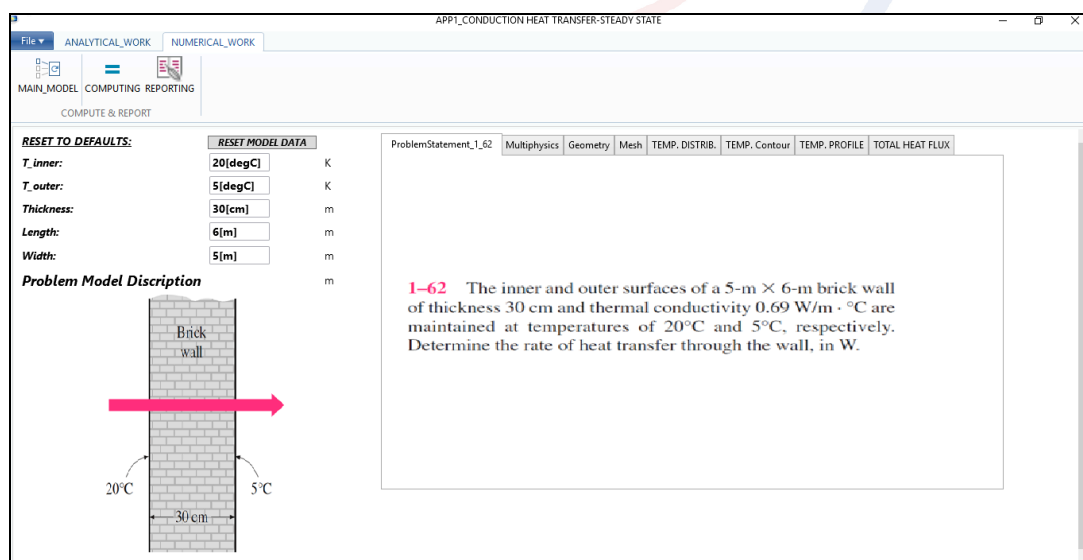 APP1_CONDUCTION HEAT TRANSFER-STEADY STATE
File ANALYTICAL_WORK NUMERICAL_WORK
MAIN_MODEL COMPUTING REPORTING
COMPUTE & REPORT
RESET TO DEFAULTS: RESET MODEL DATA
T_inner: 20[degC] K
T_outer: 5[degC] K
Thickness: 30[cm] m
Length: 6[m] m
Width: 5[m] m
Problem Model Discription m
Brick
wall
20°C 5°C
30 cm
ProblemStatement_1_62 Multiphysics Geometry Mesh TEMP. DISTRIB. TEMP. Contour TEMP. PROFILE TOTAL HEAT FLUX
1–62 The inner and outer surfaces of a 5-m × 6-m brick wall
of thickness 30 cm and thermal conductivity 0.69 W/m · °C are
maintained at temperatures of 20°C and 5°C, respectively.
Determine the rate of heat transfer through the wall, in W.